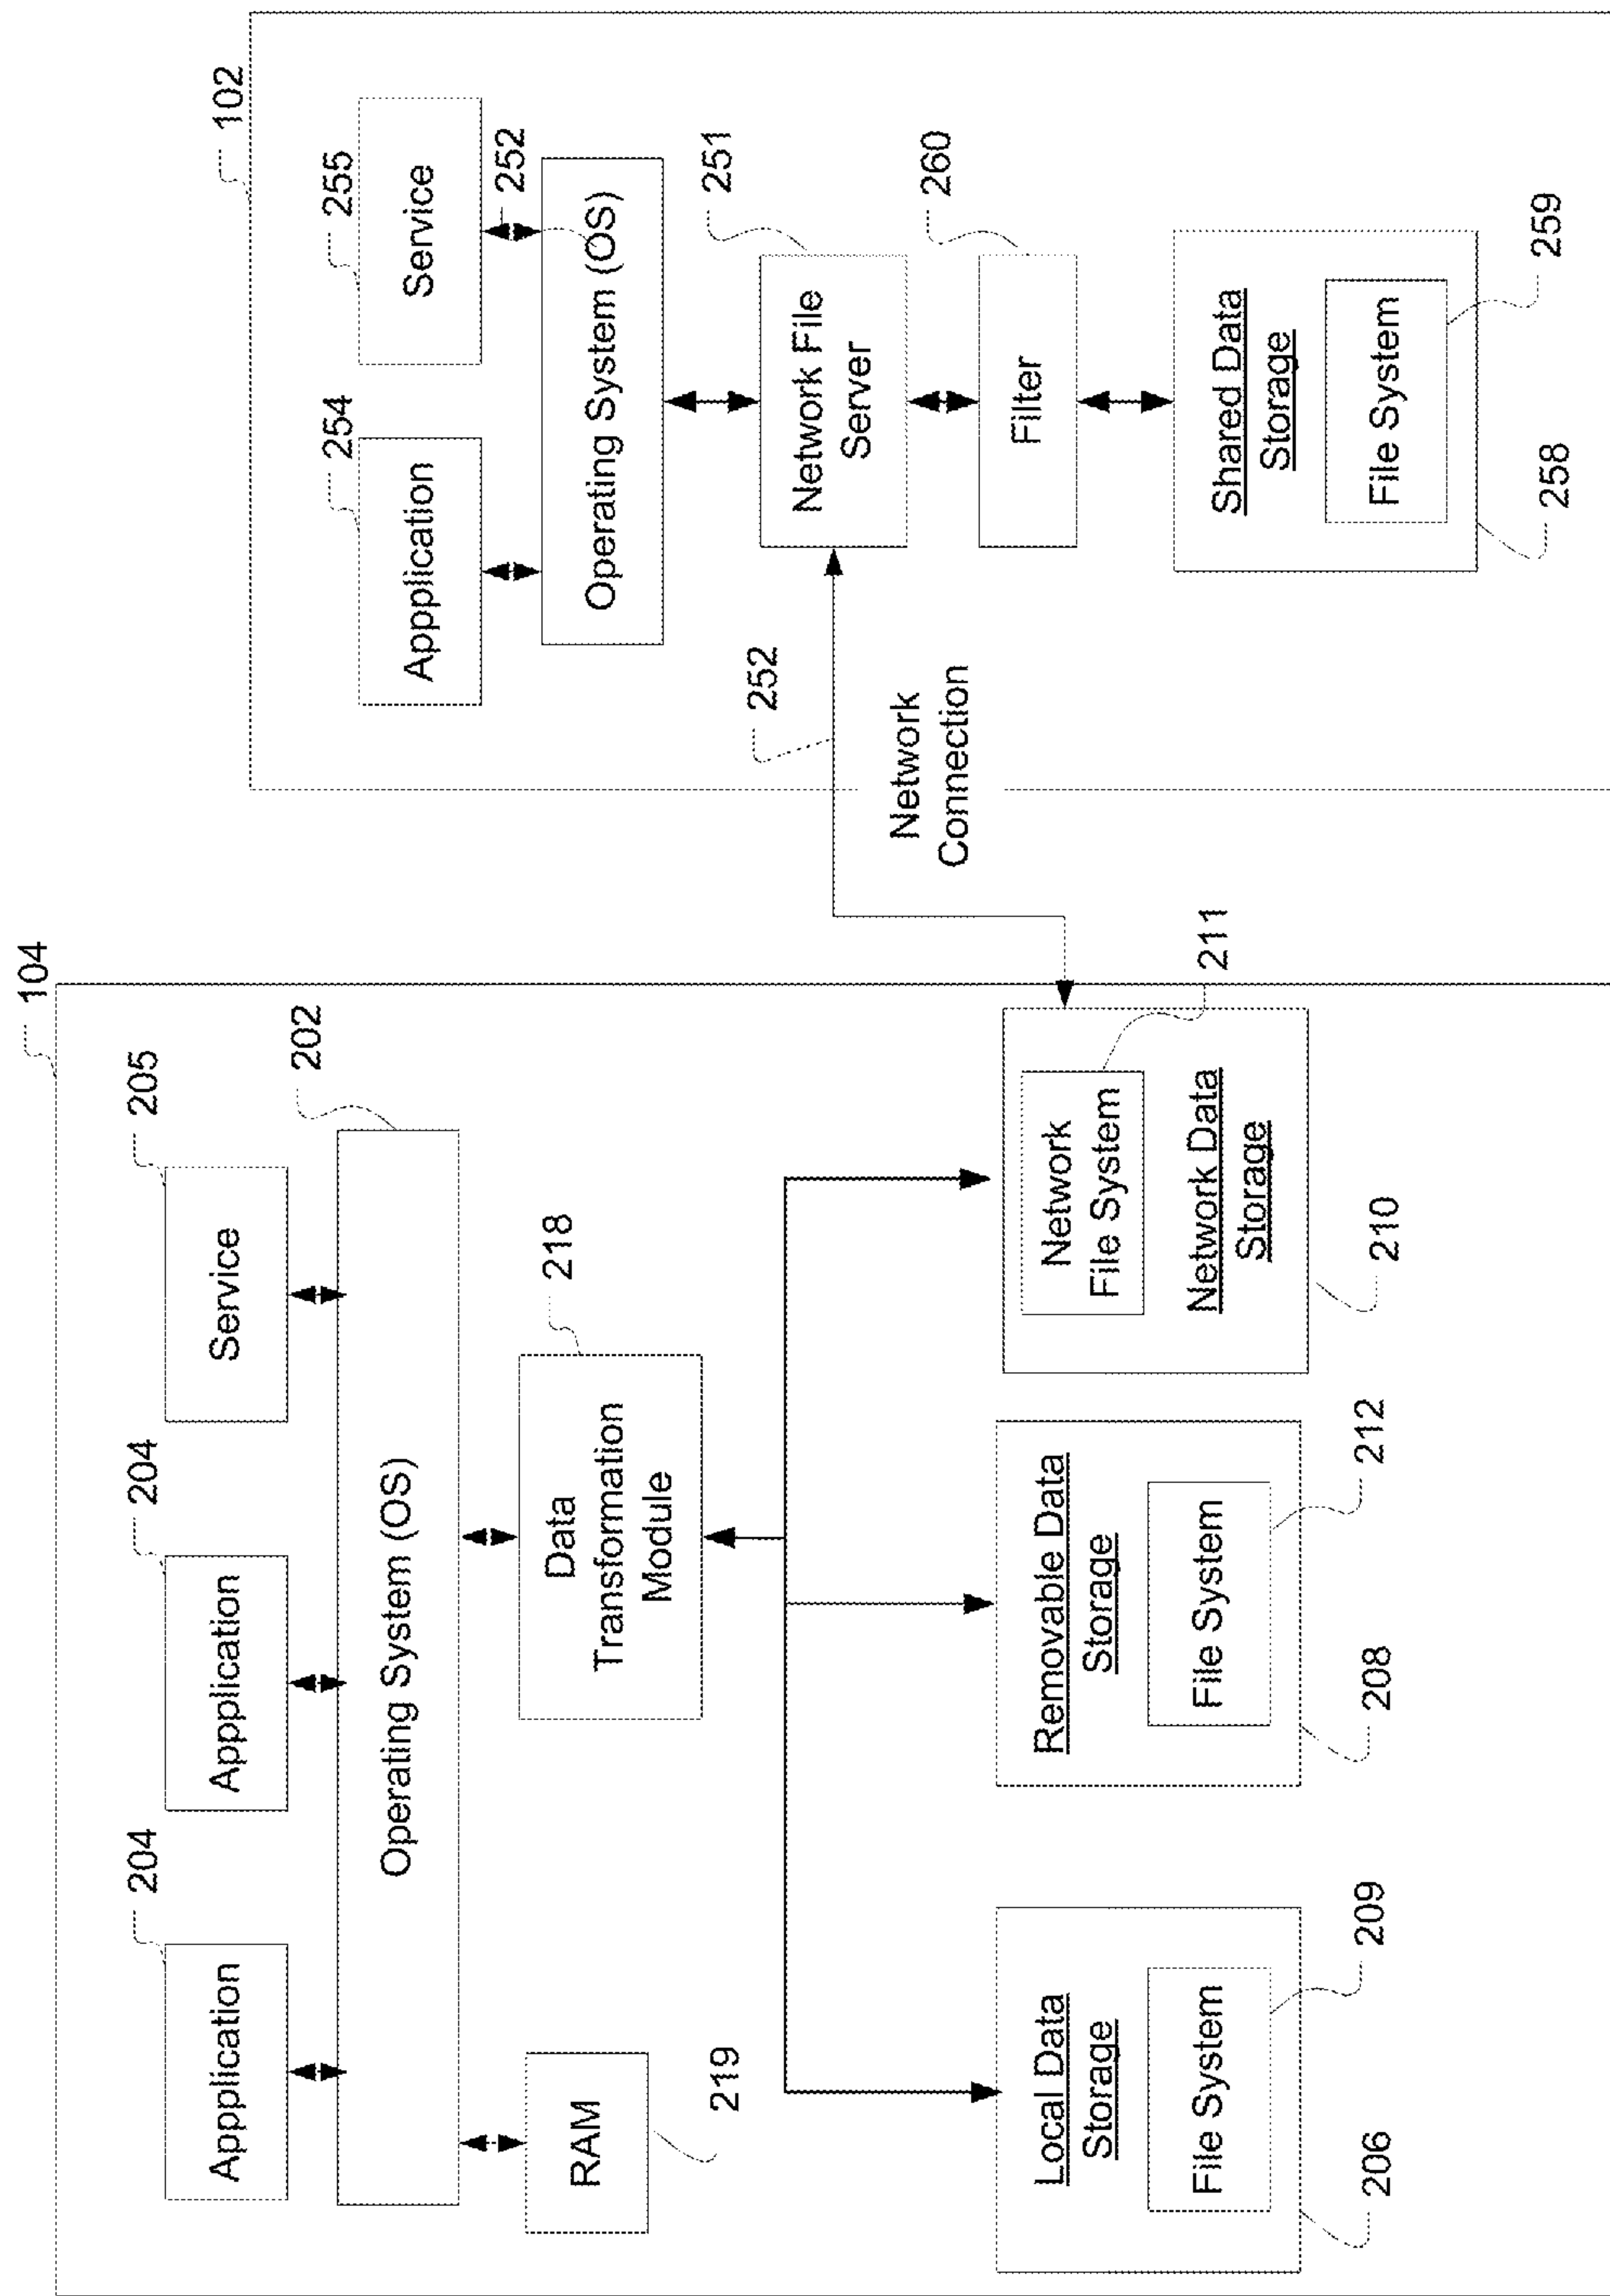 104
204
204
205
Application
Application
Service
202
Operating System (OS)
RAM
219
218
Data
Transformation
Module
Local Data
Storage
File System
206
209
Removable Data
Storage
File System
208
212
Network
File System
Network Data
Storage
210
211
Network
Connection
252
102
254
255
Application
Service
252
Operating System (OS)
251
Network File
Server
260
Filter
Shared Data
Storage
File System
258
259